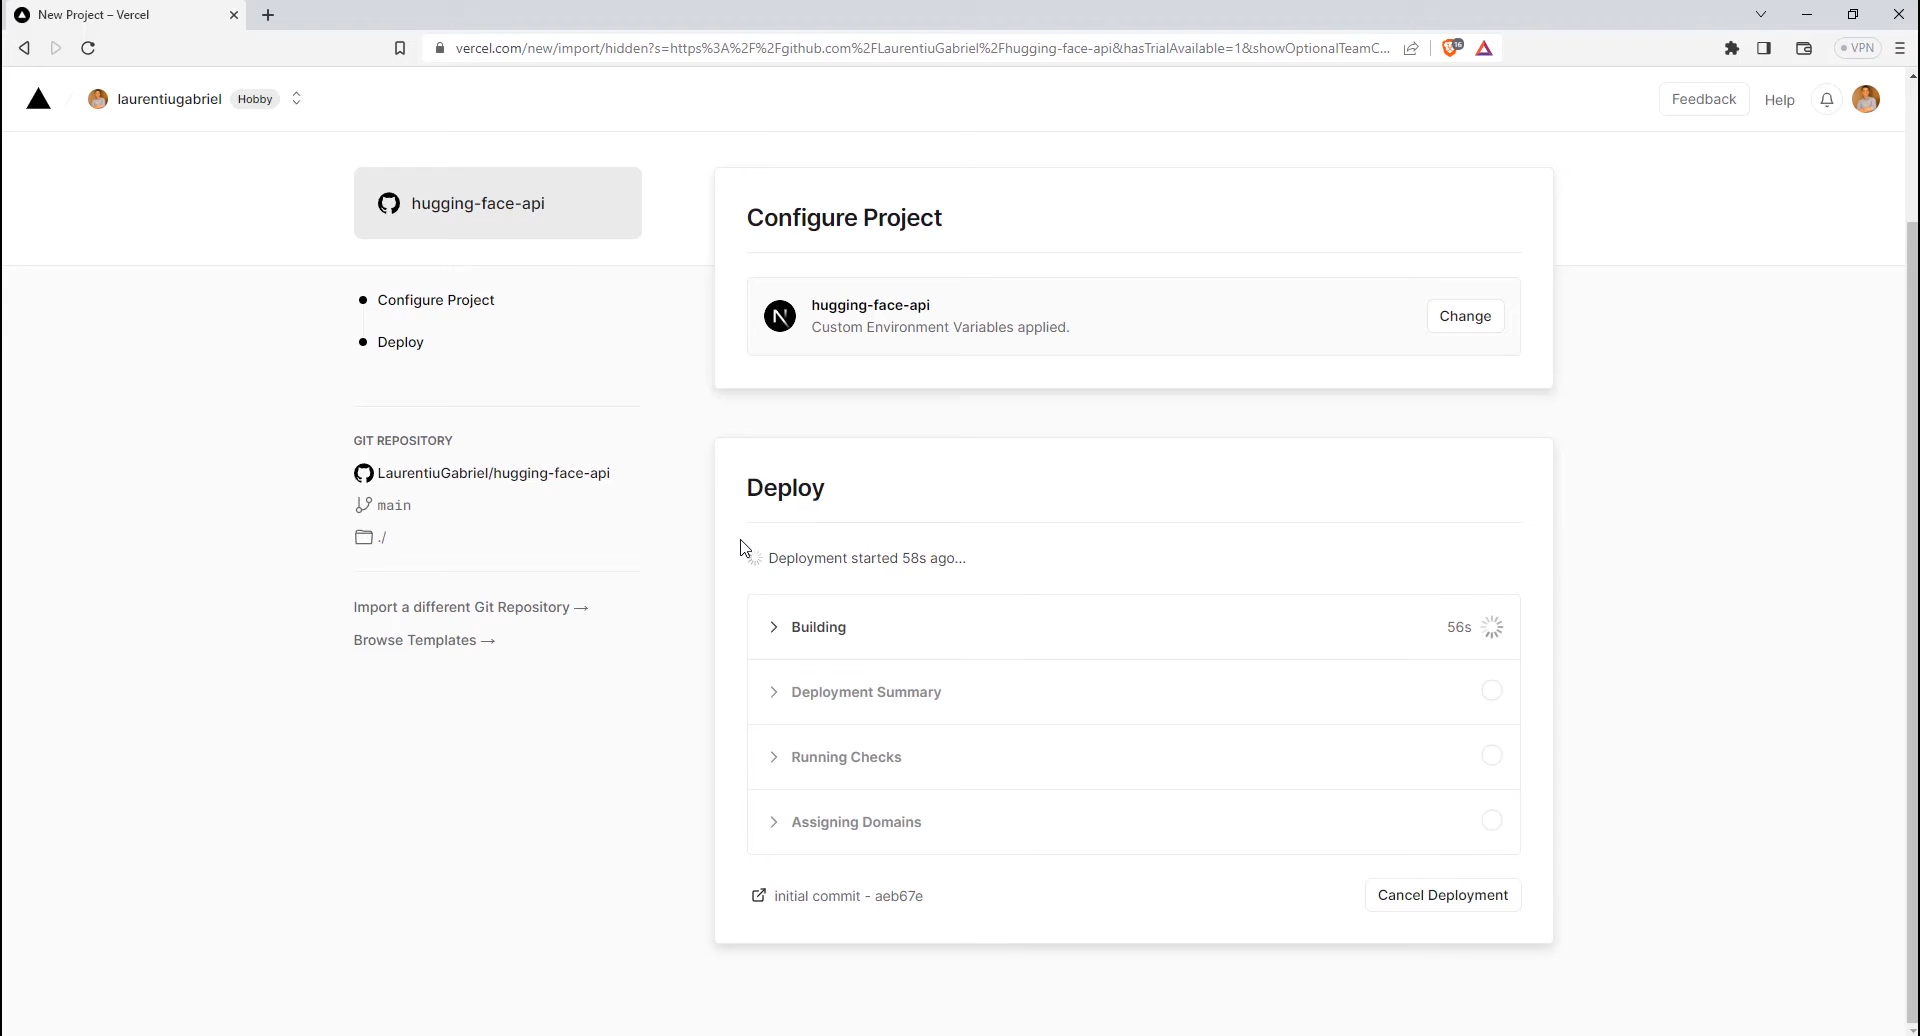 New Project – Vercel
vercel.com/new/import/hidden?s=https%3A%2F%2Fgithub.com%2FLaurentiuGabriel%2Fhugging-face-api&hasTrialAvailable=1&showOptionalTeamC...
16
VPN
laurentiugabriel
Hobby
Feedback
Help
hugging-face-api
Configure Project
Deploy
GIT REPOSITORY
LaurentiuGabriel/hugging-face-api
main
./
Import a different Git Repository →
Browse Templates →
Configure Project
N
hugging-face-api
Custom Environment Variables applied.
Change
Deploy
Deployment started 58s ago...
Building
56s
Deployment Summary
Running Checks
Assigning Domains
initial commit - aeb67e
Cancel Deployment